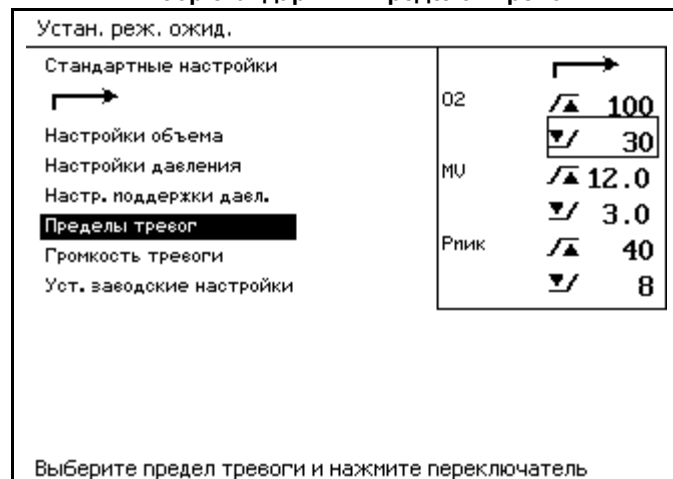 Устан. реж. ожид.
Стандартные настройки
Настройки объема
Настройки давления
Настр. поддержки давл.
Пределы тревог
Громкость тревоги
Уст. заводские настройки
O2 100
30
MV 12.0
3.0
Pпик 40
8
Выберите предел тревоги и нажмите переключатель